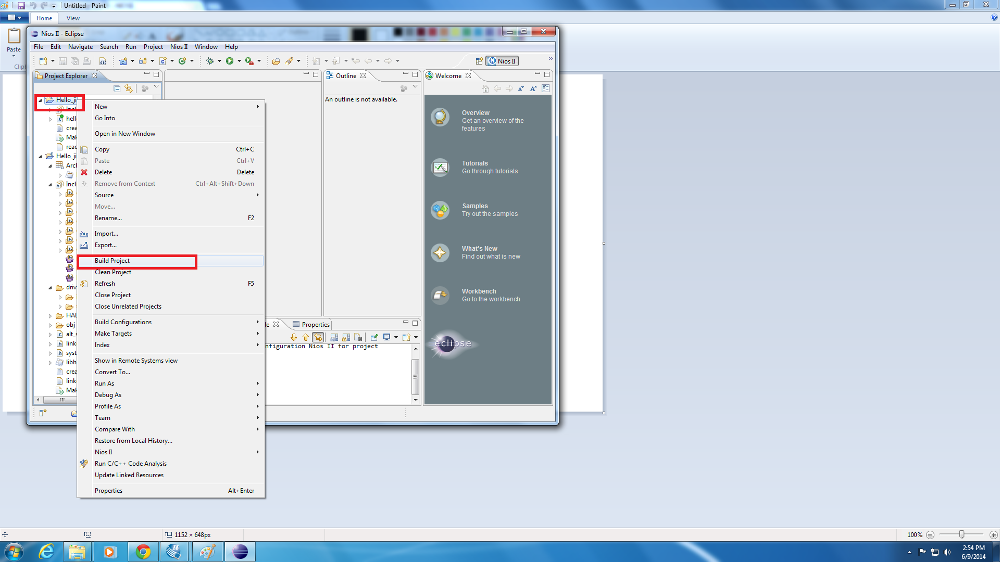 Untitled - Paint
Home
View
Paste
Nios II - Eclipse
File Edit Navigate Search Run Project Nios II Window Help
Nios II
Project Explorer
Outline
Welcome
An outline is not available.
Hello_ji
hell
crea
Mak
read
Hello_ji
Arcl
Incl
driv
HAL
obj
alt_s
link
syst
libh
crea
link
Mak
New
Go Into
Open in New Window
Copy Ctrl+C
Paste Ctrl+V
Delete Delete
Remove from Context Ctrl+Alt+Shift+Down
Source
Move...
Rename... F2
Import...
Export...
Build Project
Clean Project
Refresh F5
Close Project
Close Unrelated Projects
Build Configurations
Make Targets
Index
Show in Remote Systems view
Convert To...
Run As
Debug As
Profile As
Team
Compare With
Restore from Local History...
Nios II
Run C/C++ Code Analysis
Update Linked Resources
Properties Alt+Enter
Properties
nfiguration Nios II for project
Overview
Get an overview of the
features
Tutorials
Go through tutorials
Samples
Try out the samples
What's New
Find out what is new
Workbench
Go to the workbench
eclipse
1152 × 648px
100%
2:54 PM
6/9/2014